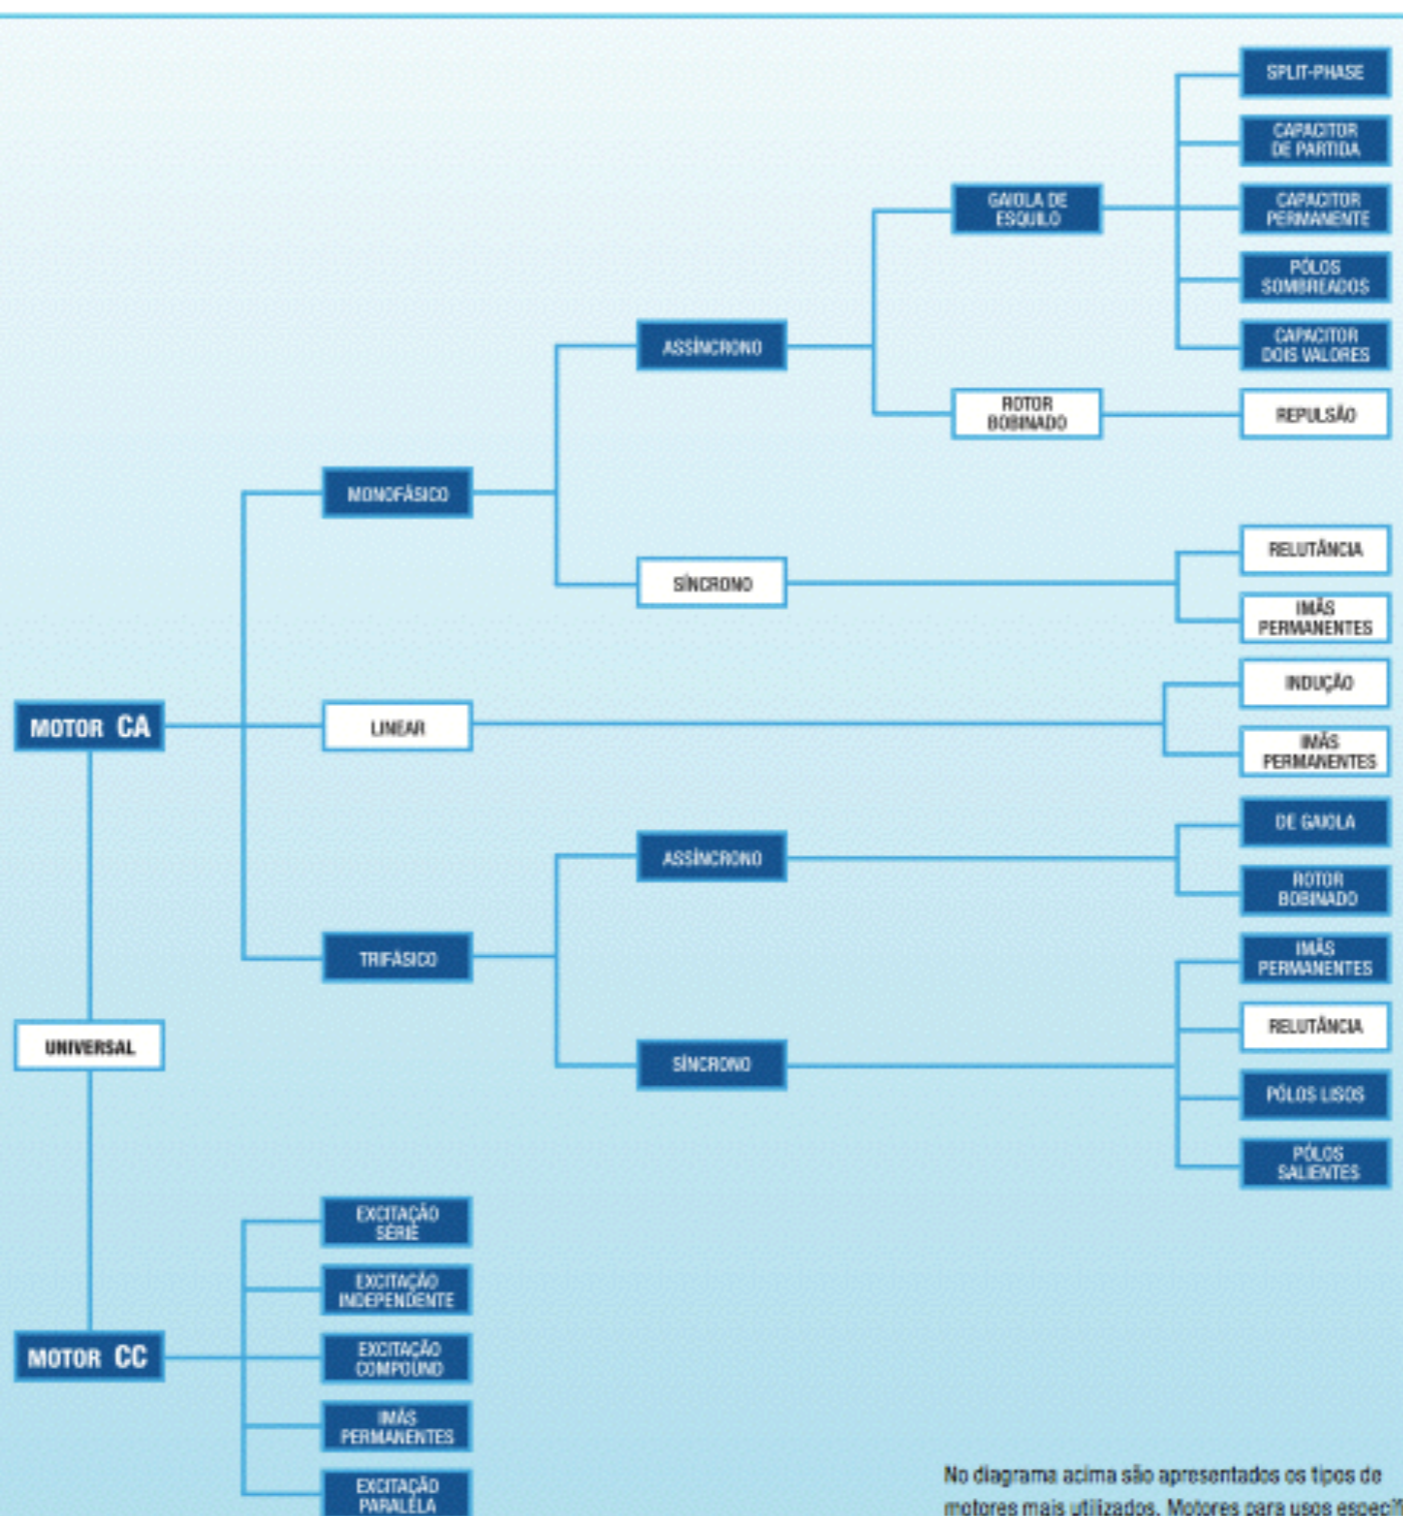 SPLIT-PHASE
CAPACITOR
DE PARTIDA
GAIOLA DE
ESQUILO
CAPACITOR
PERMANENTE
PÓLOS
SOMBREADOS
ASSÍNCRONO
CAPACITOR
DOIS VALORES
ROTOR
BOBINADO
REPULSÃO
MONOFÁSICO
RELUTÂNCIA
SÍNCRONO
IMÃS
PERMANENTES
INDUÇÃO
MOTOR CA
LINEAR
IMÃS
PERMANENTES
DE GAIOLA
ASSÍNCRONO
ROTOR
BOBINADO
TRIFÁSICO
IMÃS
PERMANENTES
RELUTÂNCIA
UNIVERSAL
SÍNCRONO
PÓLOS LISOS
PÓLOS
SALIENTES
EXCITAÇÃO
SÉRIE
EXCITAÇÃO
INDEPENDENTE
MOTOR CC
EXCITAÇÃO
COMPOUND
IMÃS
PERMANENTES
EXCITAÇÃO
PARALÉLA
No diagrama acima são apresentados os tipos de
motores mais utilizados. Motores para usos específi